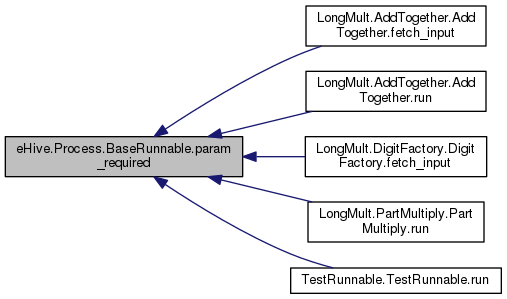 LongMult.AddTogether.Add
Together.fetch_input
LongMult.AddTogether.Add
Together.run
eHive.Process.BaseRunnable.param
_required
LongMult.DigitFactory.Digit
Factory.fetch_input
LongMult.PartMultiply.Part
Multiply.run
TestRunnable.TestRunnable.run